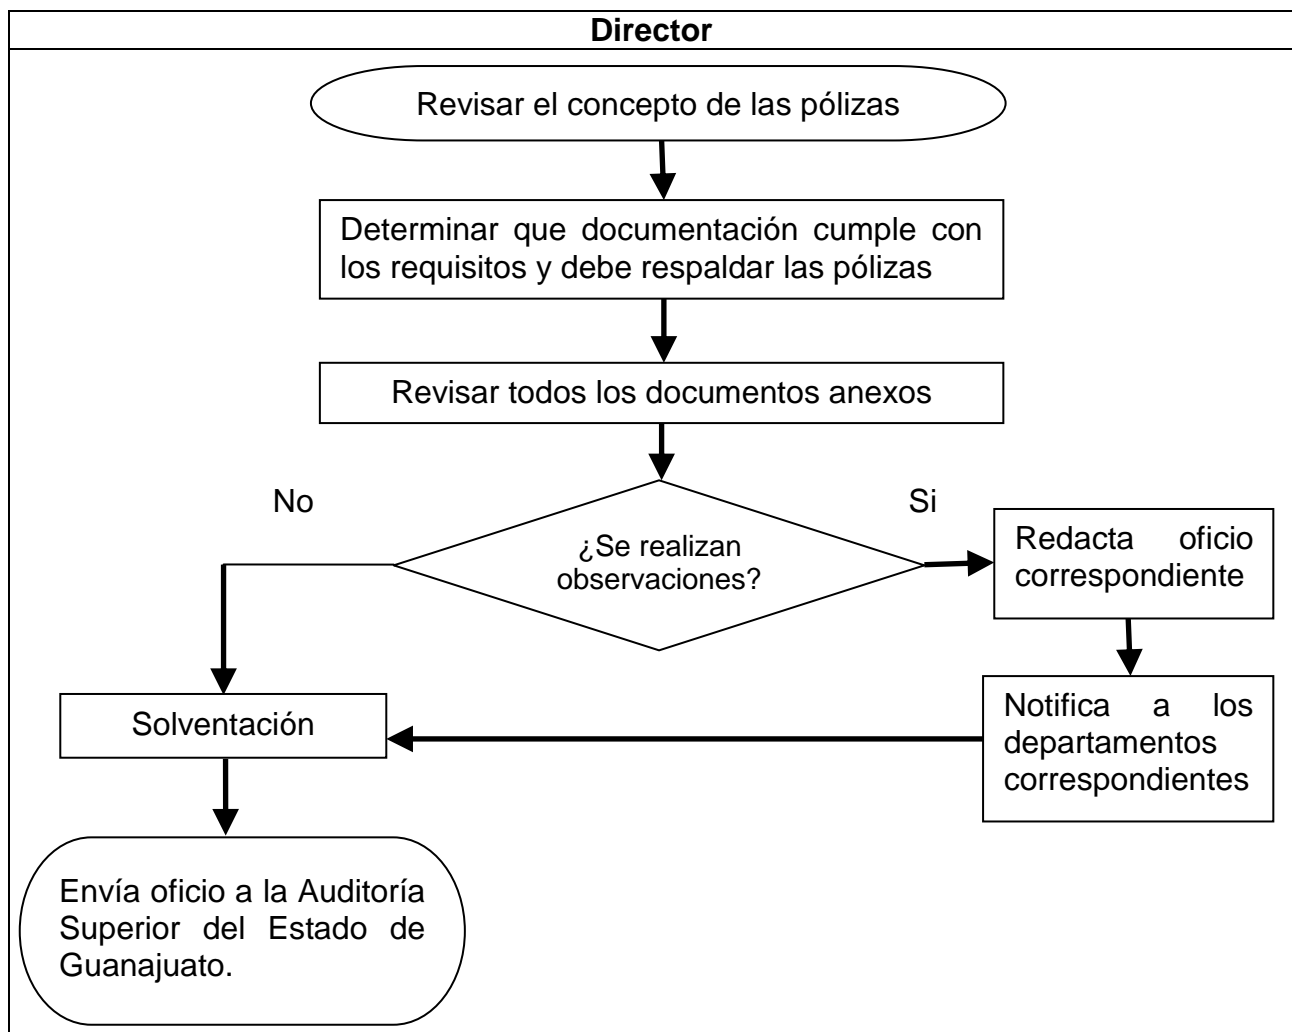 Director
Revisar el concepto de las pólizas
Determinar que documentación cumple con
los requisitos y debe respaldar las pólizas
Revisar todos los documentos anexos
No
Si
¿Se realizan
observaciones?
Redacta oficio
correspondiente
Notifica a los
departamentos
correspondientes
Solventación
Envía oficio a la Auditoría
Superior del Estado de
Guanajuato.